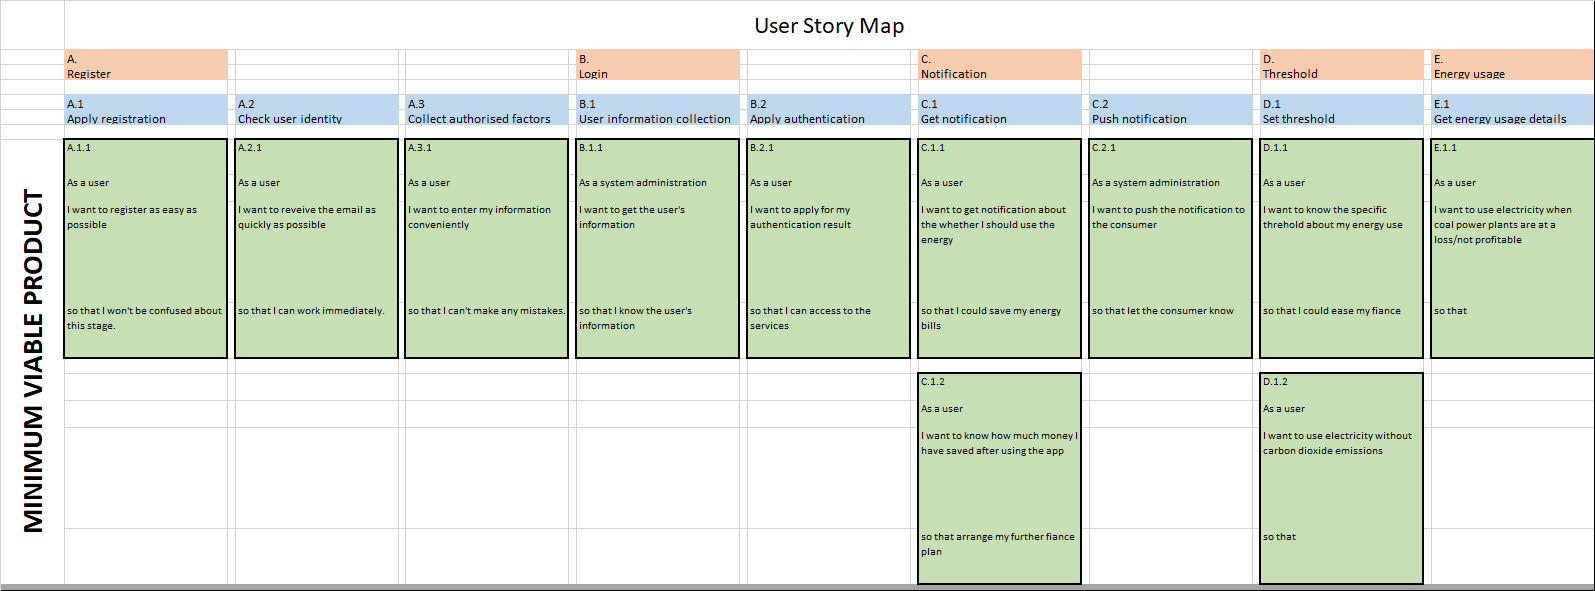 User Story Map
A.
Register
B.
Login
C.
Notification
D.
Threshold
E.
Energy usage
A.1
Apply registration
A.2
Check user identity
A.3
Collect authorised factors
B.1
User information collection
B.2
Apply authentication
C.1
Get notification
C.2
Push notification
D.1
Set threshold
E.1
Get energy usage details
MINIMUM VIABLE PRODUCT
A.1.1
As a user
I want to register as easy as
possible
so that I won't be confused about
this stage.
A.2.1
As a user
I want to reveive the email as
quickly as possible
so that I can work immediately.
A.3.1
As a user
I want to enter my information
conveniently
so that I can't make any mistakes.
B.1.1
As a system administration
I want to get the user's
information
so that I know the user's
information
B.2.1
As a user
I want to apply for my
authentication result
so that I can access to the
services
C.1.1
As a user
I want to get notification about
the whether I should use the
energy
so that I could save my energy
bills
C.2.1
As a system administration
I want to push the notification to
the consumer
so that let the consumer know
D.1.1
As a user
I want to know the specific
threhold about my energy use
so that I could ease my fiance
E.1.1
As a user
I want to use electricity when
coal power plants are at a
loss/not profitable
so that
C.1.2
As a user
I want to know how much money I
have saved after using the app
so that arrange my further fiance
plan
D.1.2
As a user
I want to use electricity without
carbon dioxide emissions
so that